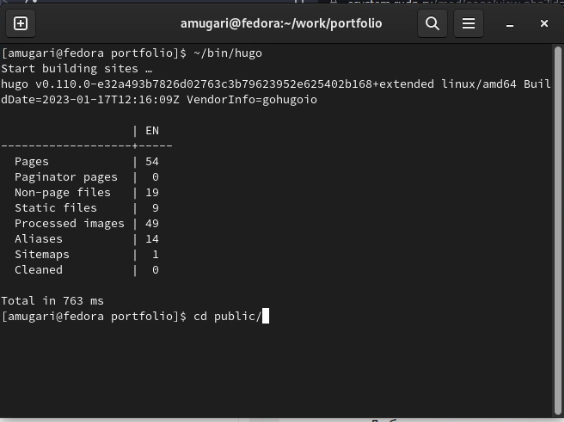 amugari@fedora:~/work/portfolio
[amugari@fedora portfolio]$ ~/bin/hugo
Start building sites …
hugo v0.110.0-e32a493b7826d02763c3b79623952e625402b168+extended linux/amd64 Buil
dDate=2023-01-17T12:16:09Z VendorInfo=gohugoio
                   | EN
-------------------+-----
  Pages            | 54
  Paginator pages  |  0
  Non-page files   | 19
  Static files     |  9
  Processed images | 49
  Aliases          | 14
  Sitemaps         |  1
  Cleaned          |  0
Total in 763 ms
[amugari@fedora portfolio]$ cd public/